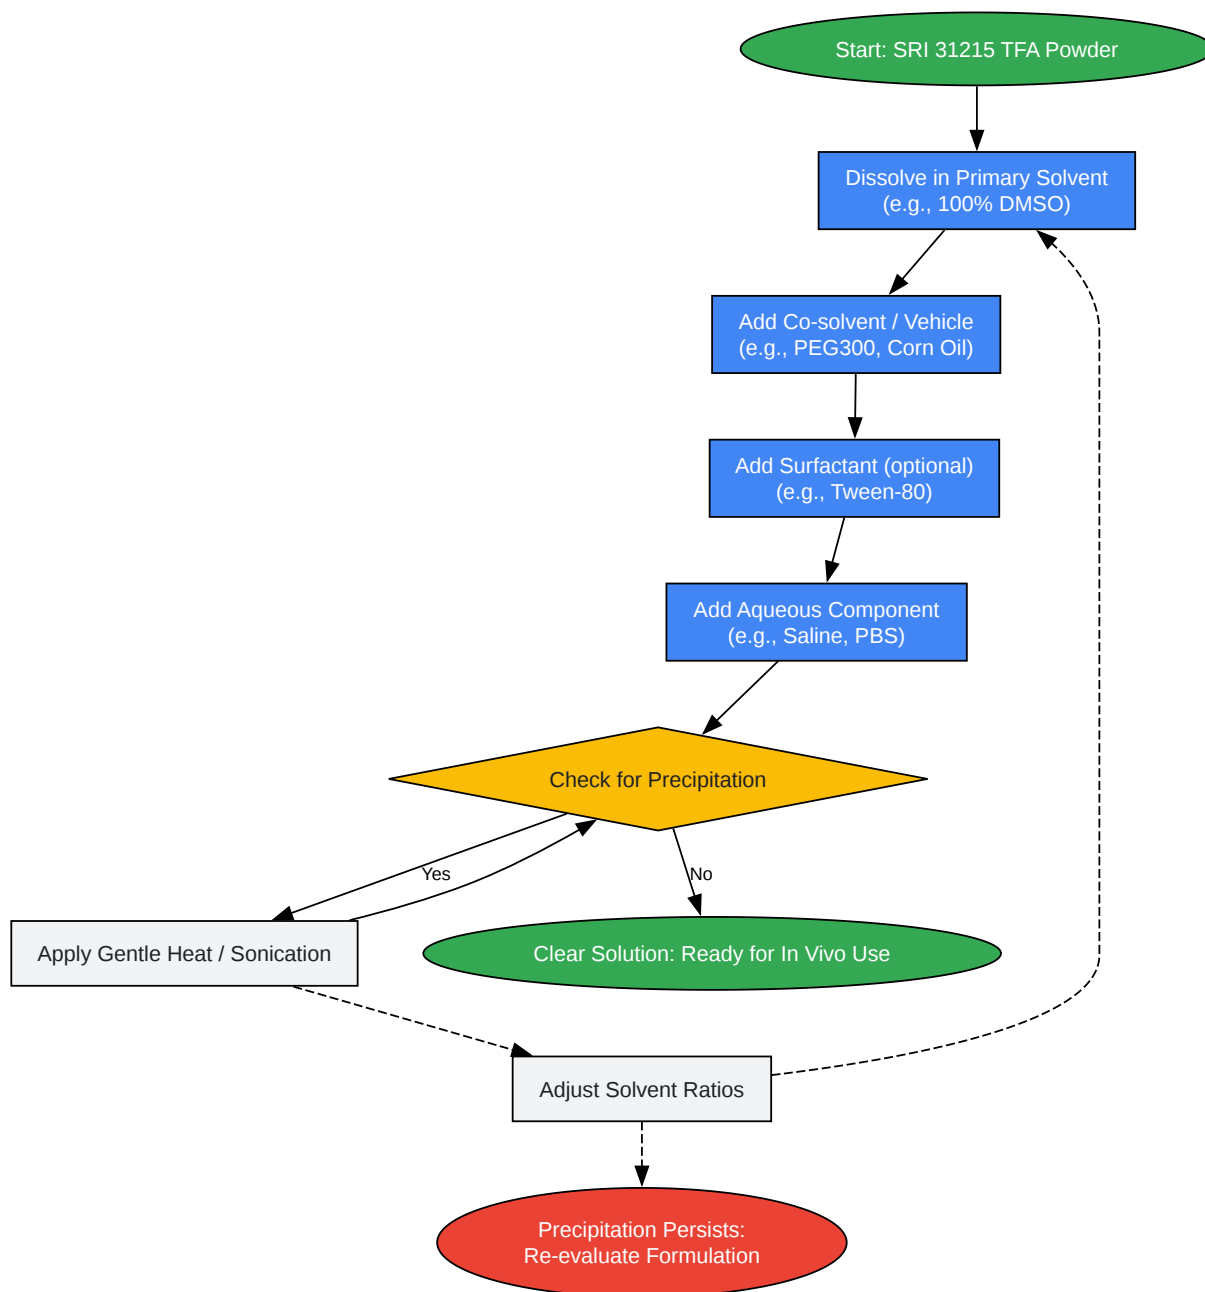 Start: SRI 31215 TFA Powder
Dissolve in Primary Solvent
(e.g., 100% DMSO)
Add Co-solvent / Vehicle
(e.g., PEG300, Corn Oil)
Add Surfactant (optional)
(e.g., Tween-80)
Add Aqueous Component
(e.g., Saline, PBS)
Check for Precipitation
Yes
No
Apply Gentle Heat / Sonication
Clear Solution: Ready for In Vivo Use
Adjust Solvent Ratios
Precipitation Persists:
Re-evaluate Formulation